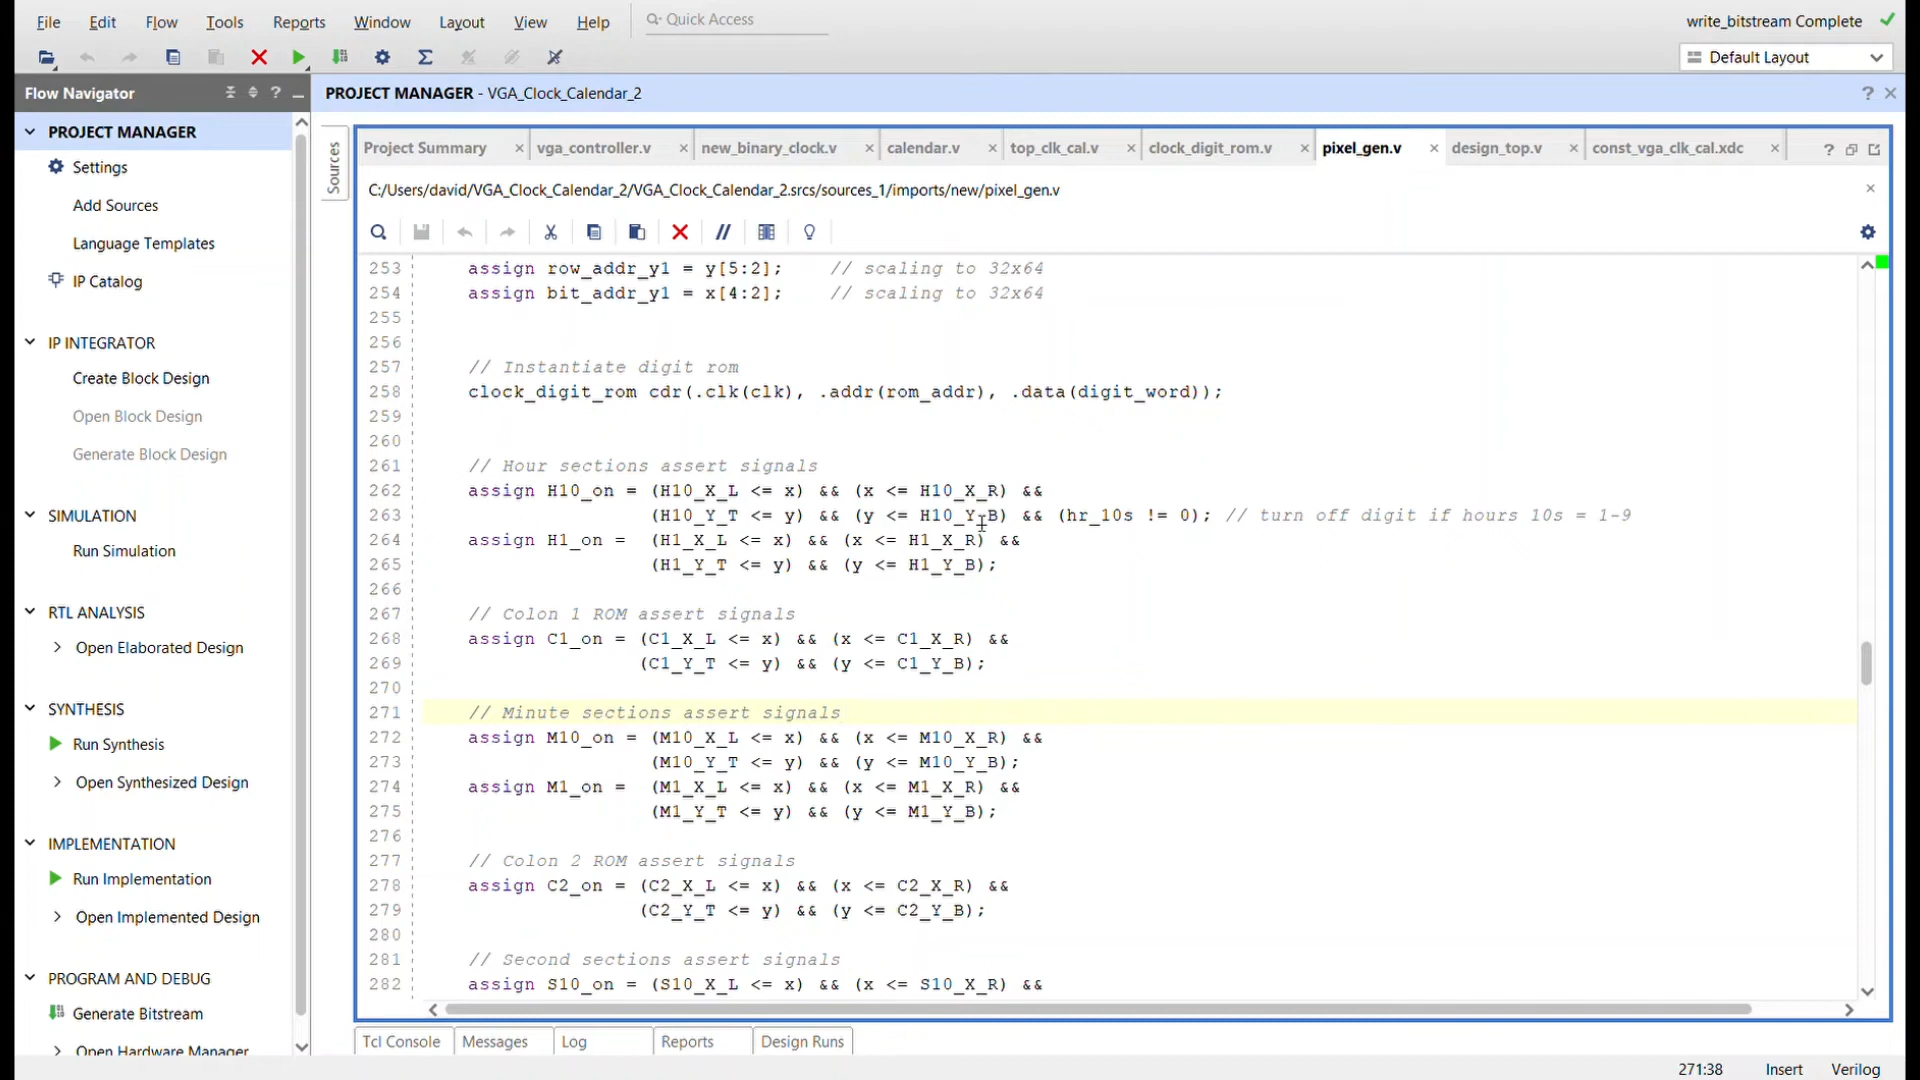 File Edit Flow Tools Reports Window Layout View Help Quick Access write_bitstream Complete
Default Layout
Flow Navigator ? _
PROJECT MANAGER - VGA_Clock_Calendar_2 ?
PROJECT MANAGER
Settings
Add Sources
Language Templates
IP Catalog
IP INTEGRATOR
Create Block Design
Open Block Design
Generate Block Design
SIMULATION
Run Simulation
RTL ANALYSIS
Open Elaborated Design
SYNTHESIS
Run Synthesis
Open Synthesized Design
IMPLEMENTATION
Run Implementation
Open Implemented Design
PROGRAM AND DEBUG
Generate Bitstream
Open Hardware Manager
Sources
Project Summary vga_controller.v new_binary_clock.v calendar.v top_clk_cal.v clock_digit_rom.v pixel_gen.v design_top.v const_vga_clk_cal.xdc ?
C:/Users/david/VGA_Clock_Calendar_2/VGA_Clock_Calendar_2.srcs/sources_1/imports/new/pixel_gen.v
253 assign row_addr_y1 = y[5:2]; // scaling to 32x64
254 assign bit_addr_y1 = x[4:2]; // scaling to 32x64
255
256
257 // Instantiate digit rom
258 clock_digit_rom cdr(.clk(clk), .addr(rom_addr), .data(digit_word));
259
260
261 // Hour sections assert signals
262 assign H10_on = (H10_X_L <= x) && (x <= H10_X_R) &&
263 (H10_Y_T <= y) && (y <= H10_Y_B) && (hr_10s != 0); // turn off digit if hours 10s = 1-9
264 assign H1_on = (H1_X_L <= x) && (x <= H1_X_R) &&
265 (H1_Y_T <= y) && (y <= H1_Y_B);
266
267 // Colon 1 ROM assert signals
268 assign C1_on = (C1_X_L <= x) && (x <= C1_X_R) &&
269 (C1_Y_T <= y) && (y <= C1_Y_B);
270
271 // Minute sections assert signals
272 assign M10_on = (M10_X_L <= x) && (x <= M10_X_R) &&
273 (M10_Y_T <= y) && (y <= M10_Y_B);
274 assign M1_on = (M1_X_L <= x) && (x <= M1_X_R) &&
275 (M1_Y_T <= y) && (y <= M1_Y_B);
276
277 // Colon 2 ROM assert signals
278 assign C2_on = (C2_X_L <= x) && (x <= C2_X_R) &&
279 (C2_Y_T <= y) && (y <= C2_Y_B);
280
281 // Second sections assert signals
282 assign S10_on = (S10_X_L <= x) && (x <= S10_X_R) &&
Tcl Console Messages Log Reports Design Runs
271:38 Insert Verilog